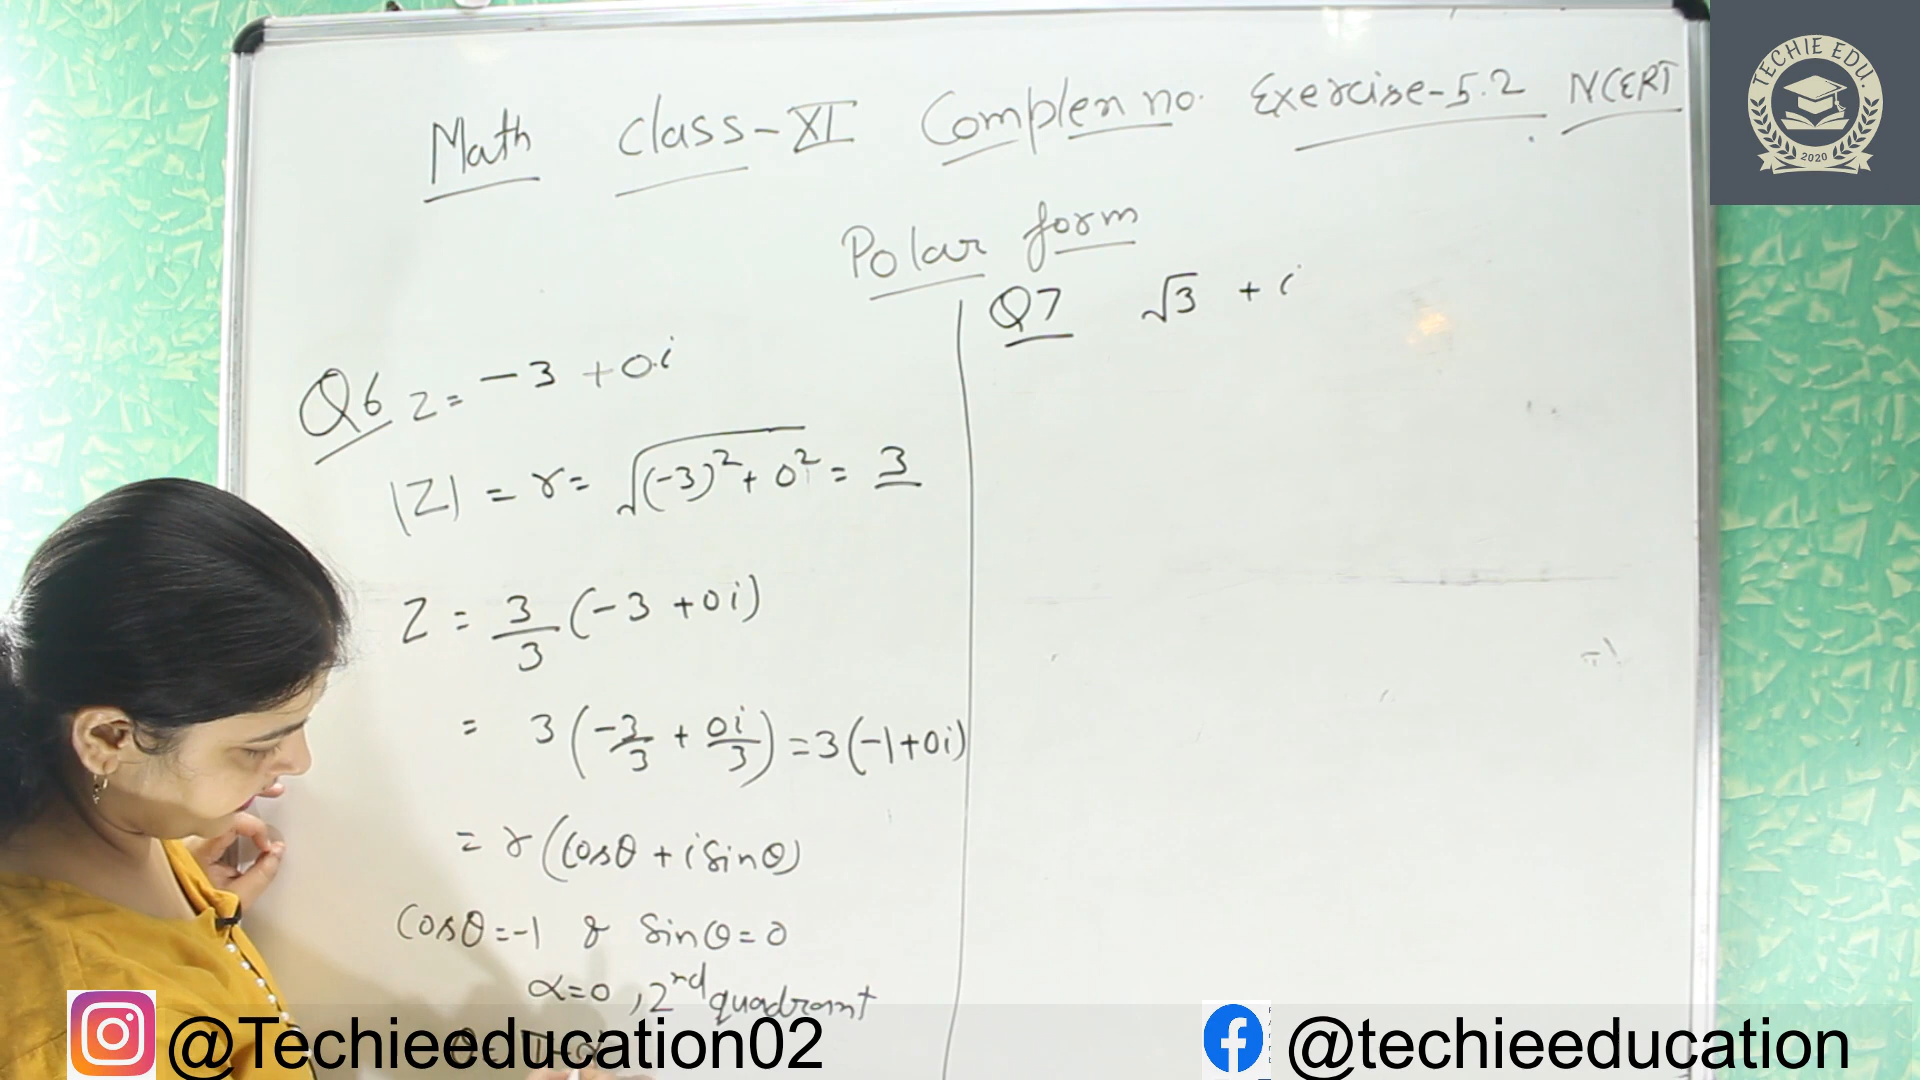 Math class-XI Complex no. Exercise-5.2 NCERT
TECHIE EDU.
2020
Polar form
Q6 Z = -3 + 0i
|Z| = r = √(-3)² + 0² = 3
Z = 3/3 (-3 + 0i)
= 3(-3/3 + 0i/3) = 3(-1+0i)
= r(Cosθ + i Sinθ)
Cosθ = -1 & Sinθ = 0
α = 0, 2nd quadrant
Q7 √3 + i
@Techieeducation02
@techieeducation